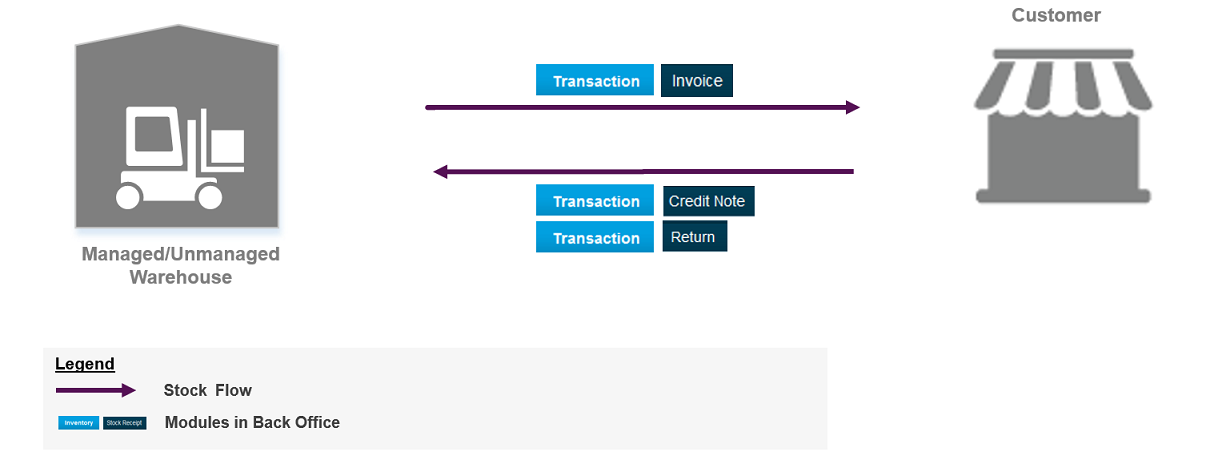 Customer
Transaction Invoice
Transaction Credit Note
Transaction Return
Managed/Unmanaged
Warehouse
Legend
Stock Flow
Inventory Stock Receipt Modules in Back Office